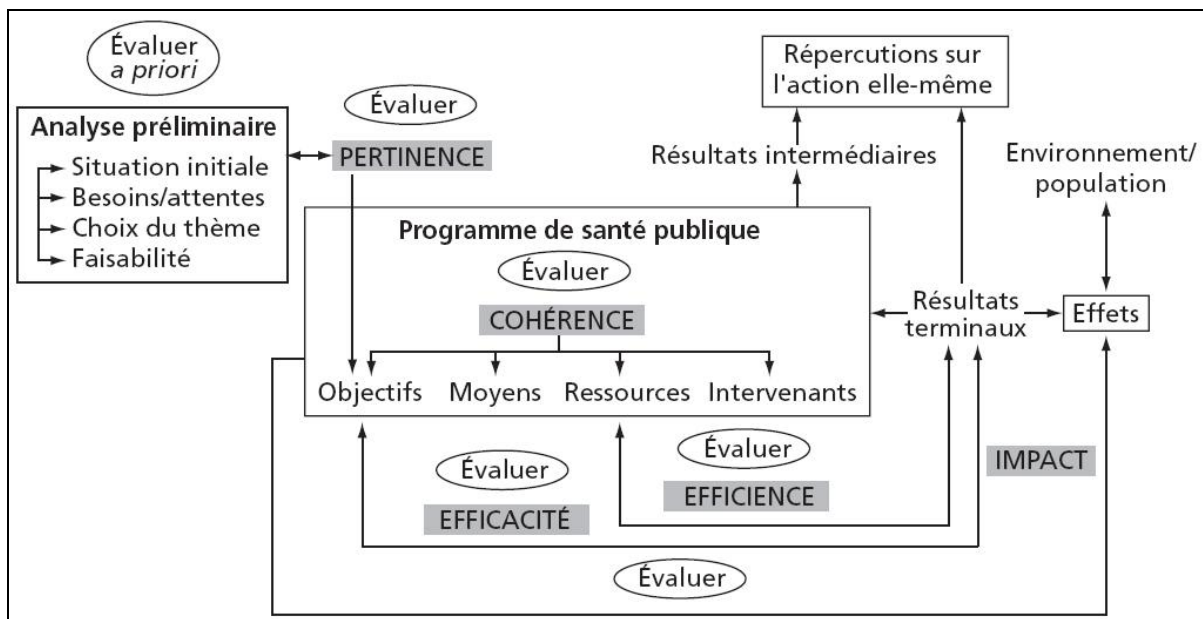 Évaluer
a priori
Analyse préliminaire
Situation initiale
Besoins/attentes
Choix du thème
Faisabilité
Évaluer
PERTINENCE
Répercutions sur
l'action elle-même
Résultats intermédiaires
Environnement/
population
Programme de santé publique
Évaluer
COHÉRENCE
Objectifs
Moyens
Ressources
Intervenants
Résultats
terminaux
Effets
Évaluer
EFFICACITÉ
Évaluer
EFFICIENCE
IMPACT
Évaluer